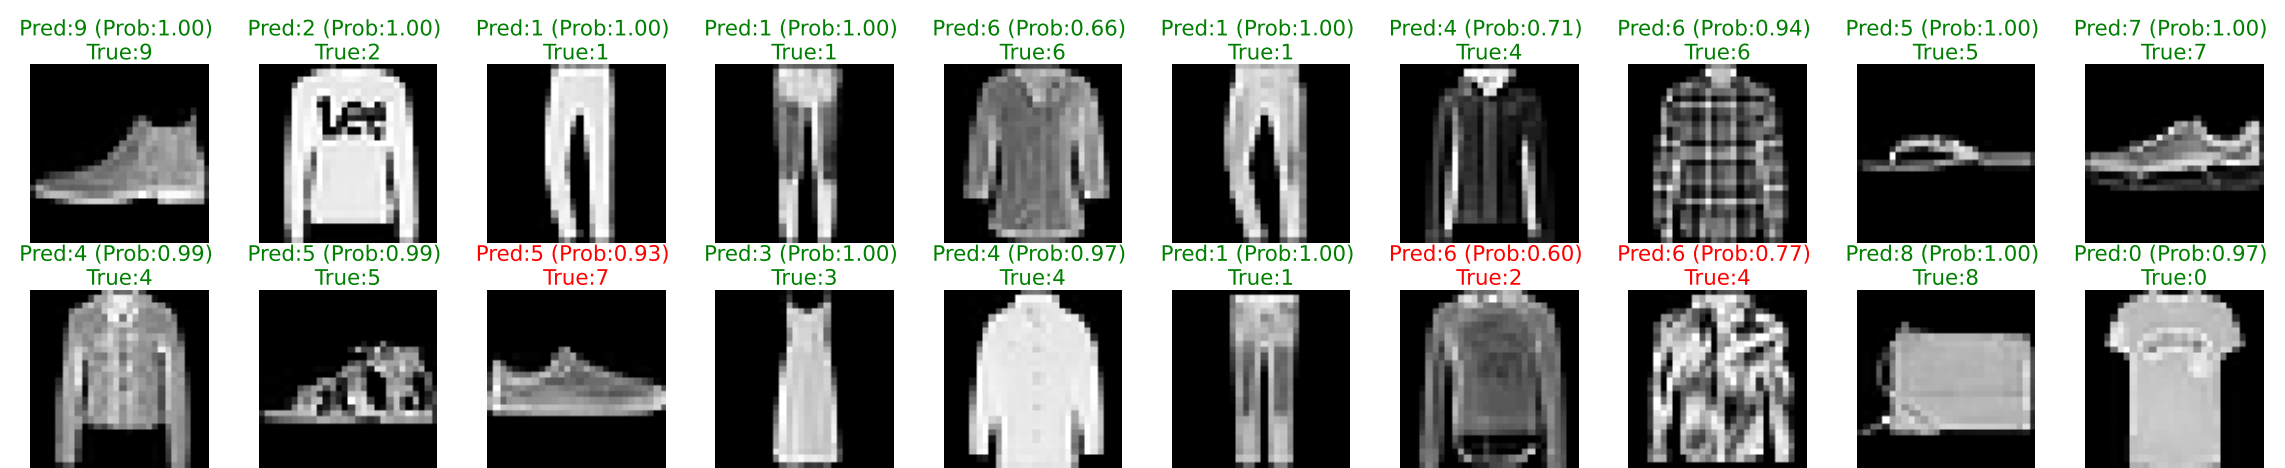 Pred:9 (Prob:1.00) Pred:2 (Prob:1.00) Pred:1 (Prob:1.00) Pred:1 (Prob:1.00) Pred:6 (Prob:0.66) Pred:1 (Prob:1.00) Pred:4 (Prob:0.71) Pred:6 (Prob:0.94) Pred:5 (Prob:1.00) Pred:7 (Prob:1.00)
True:9 True:2 True:1 True:1 True:6 True:1 True:4 True:6 True:5 True:7
Lee
Pred:4 (Prob:0.99) Pred:5 (Prob:0.99) Pred:5 (Prob:0.93) Pred:3 (Prob:1.00) Pred:4 (Prob:0.97) Pred:1 (Prob:1.00) Pred:6 (Prob:0.60) Pred:6 (Prob:0.77) Pred:8 (Prob:1.00) Pred:0 (Prob:0.97)
True:4 True:5 True:7 True:3 True:4 True:1 True:2 True:4 True:8 True:0